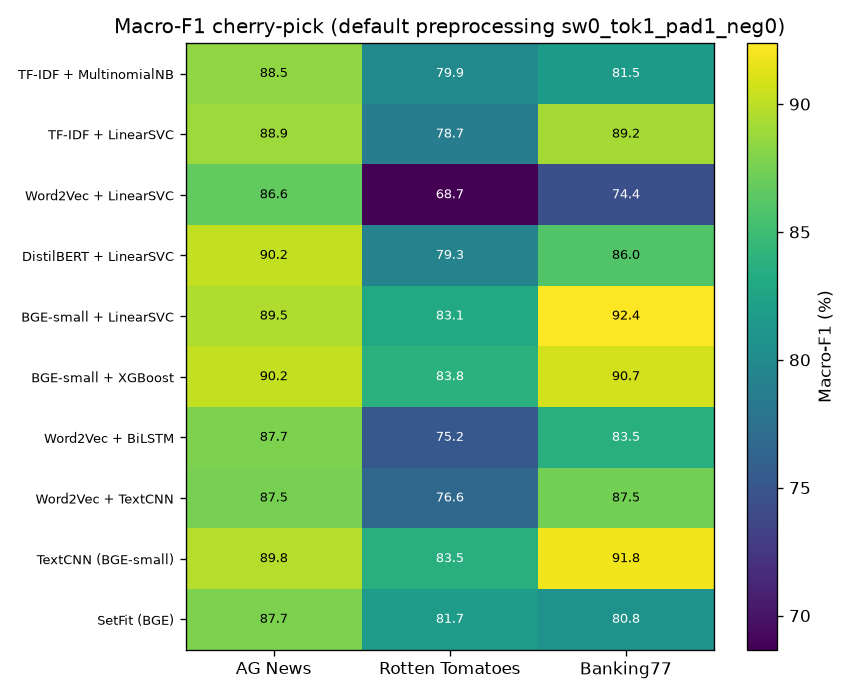 Macro-F1 cherry-pick (default preprocessing sw0_tok1_pad1_neg0)
TF-IDF + MultinomialNB 88.5 79.9 81.5
TF-IDF + LinearSVC 88.9 78.7 89.2
Word2Vec + LinearSVC 86.6 68.7 74.4
DistilBERT + LinearSVC 90.2 79.3 86.0
BGE-small + LinearSVC 89.5 83.1 92.4
BGE-small + XGBoost 90.2 83.8 90.7
Word2Vec + BiLSTM 87.7 75.2 83.5
Word2Vec + TextCNN 87.5 76.6 87.5
TextCNN (BGE-small) 89.8 83.5 91.8
SetFit (BGE) 87.7 81.7 80.8
AG News Rotten Tomatoes Banking77
90
85
80
75
70
Macro-F1 (%)